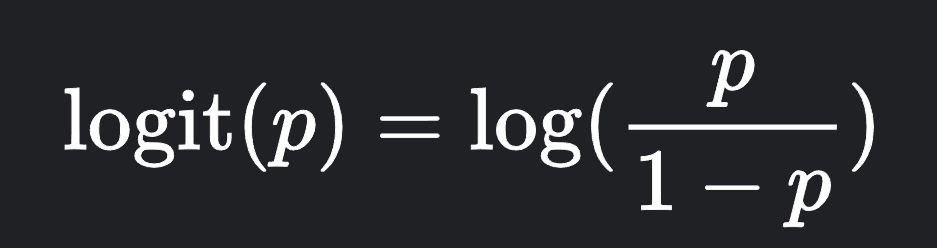 logit(p) = log(p/(1 − p))